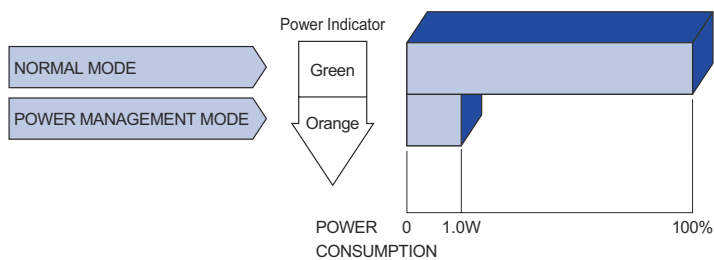 Power Indicator
NORMAL MODE
Green
POWER MANAGEMENT MODE
Orange
POWER CONSUMPTION
0 1.0W 100%